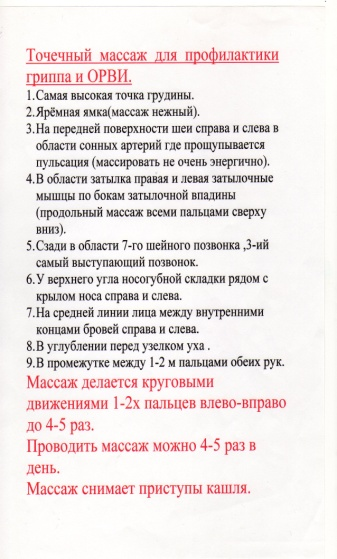 Точечный массаж для профилактики
гриппа и ОРВИ.
1.Самая высокая точка грудины.
2.Ярёмная ямка(массаж нежный).
3.На передней поверхности шеи справа и слева в
области сонных артерий где прощупывается
пульсация (массировать не очень энергично).
4.В области затылка правая и левая затылочные
мышцы по бокам затылочной впадины
(продольный массаж всеми пальцами сверху
вниз).
5.Сзади в области 7-го шейного позвонка ,3-ий
самый выступающий позвонок.
6.У верхнего угла носогубной складки рядом с
крылом носа справа и слева.
7.На средней линии лица между внутренними
концами бровей справа и слева.
8.В углублении перед узелком уха .
9.В промежутке между 1-2 м пальцами обеих рук.
Массаж делается круговыми
движениями 1-2х пальцев влево-вправо
до 4-5 раз.
Проводить массаж можно 4-5 раз в
день.
Массаж снимает приступы кашля.